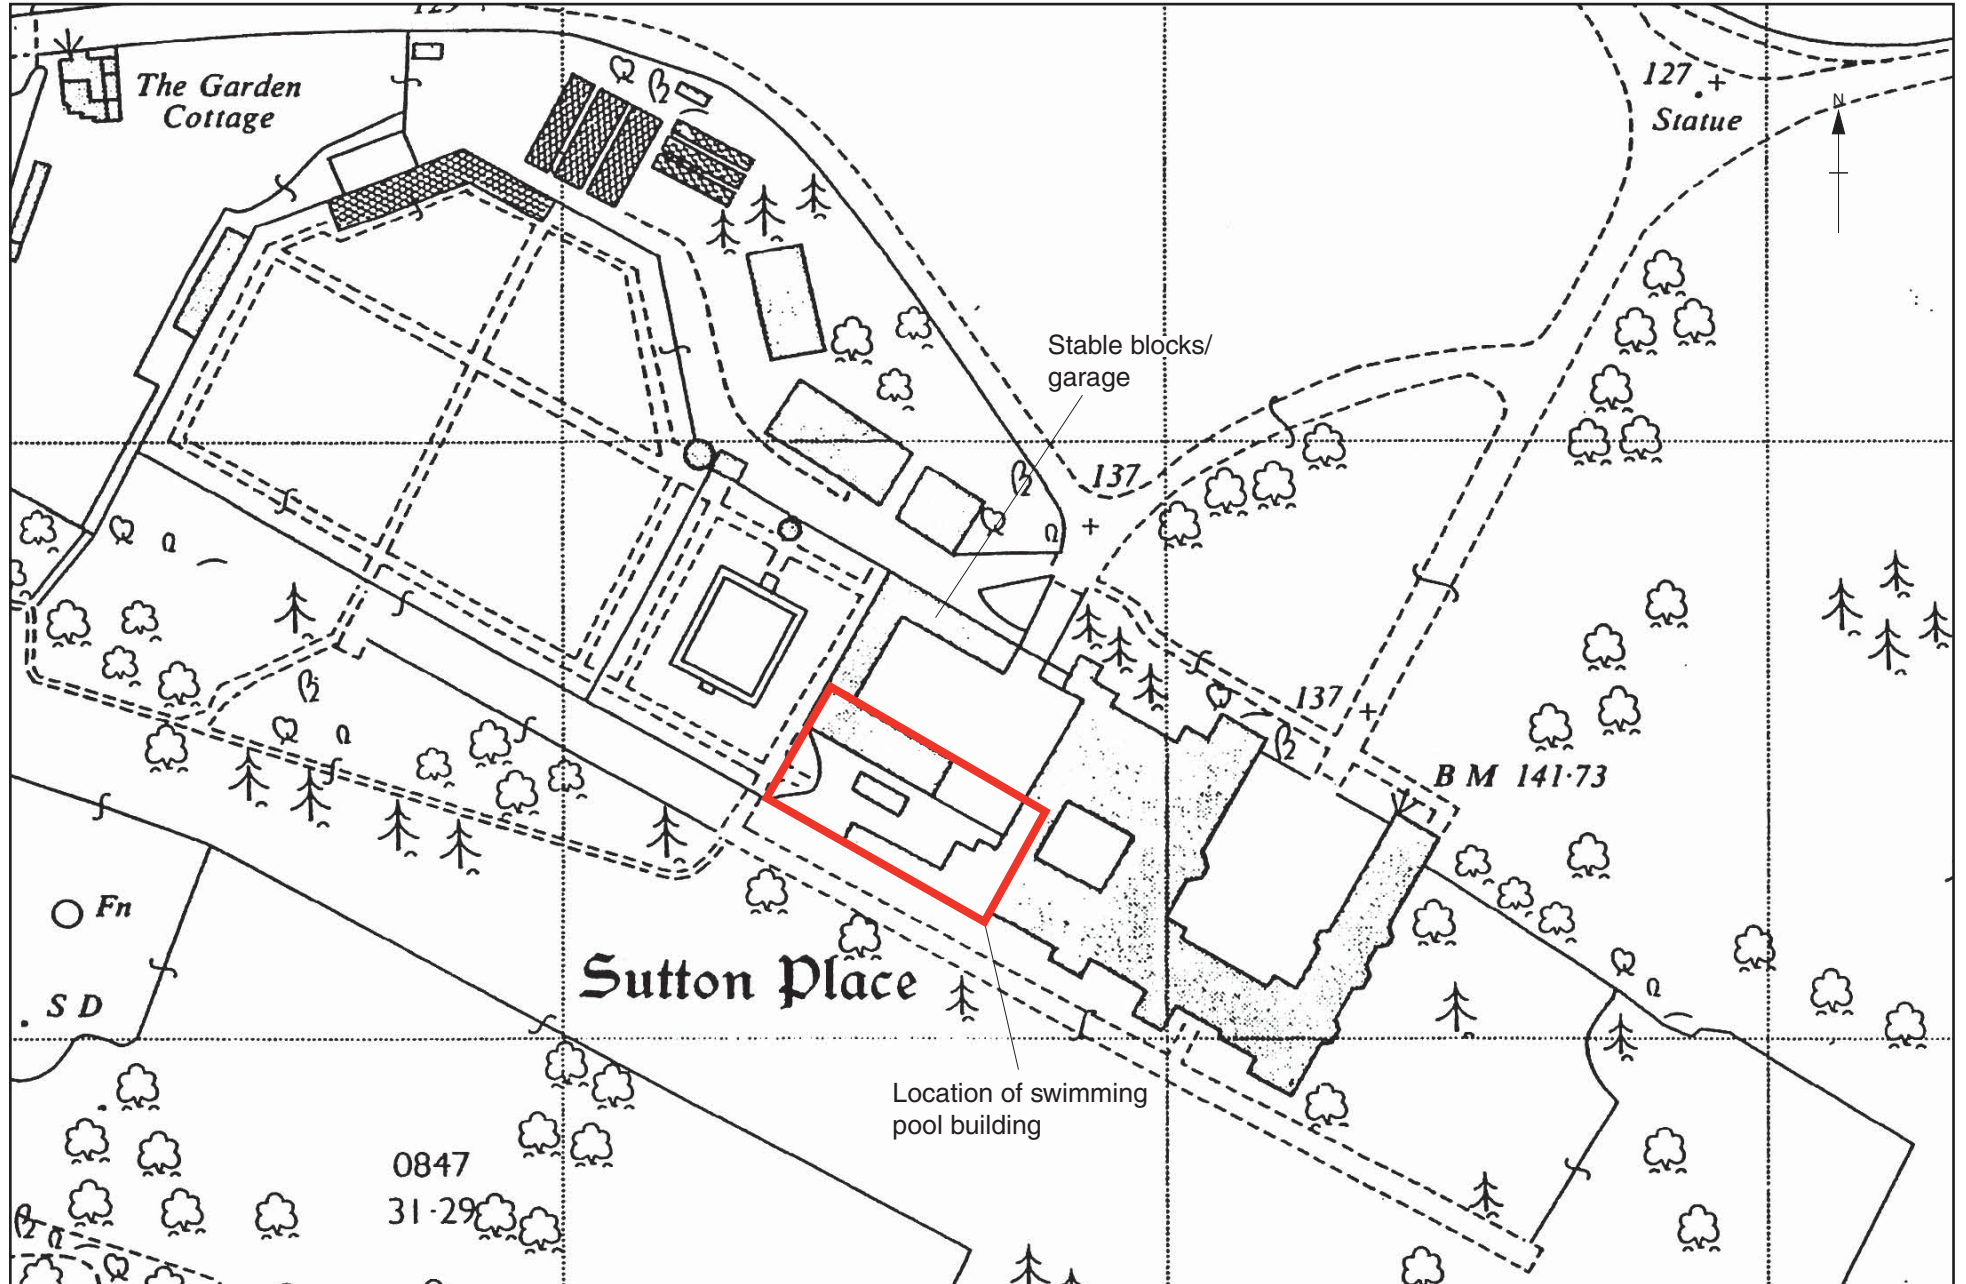 The Garden
Cottage
127
Statue
N
Stable blocks/
garage
137
137
B M 141·73
Fn
Sutton Place
S D
Location of swimming
pool building
0847
31·29